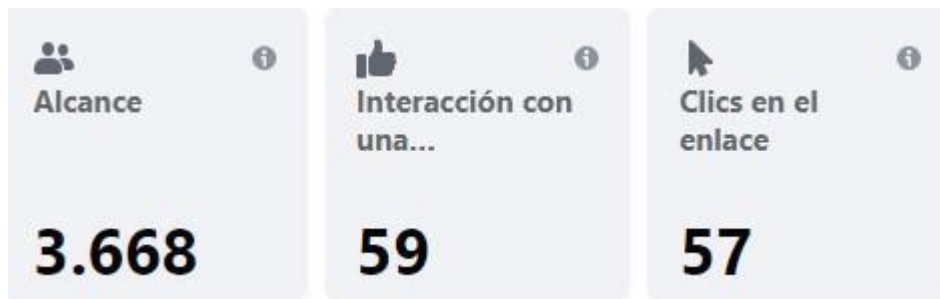 Alcance
3.668
Interacción con
una...
59
Clics en el
enlace
57